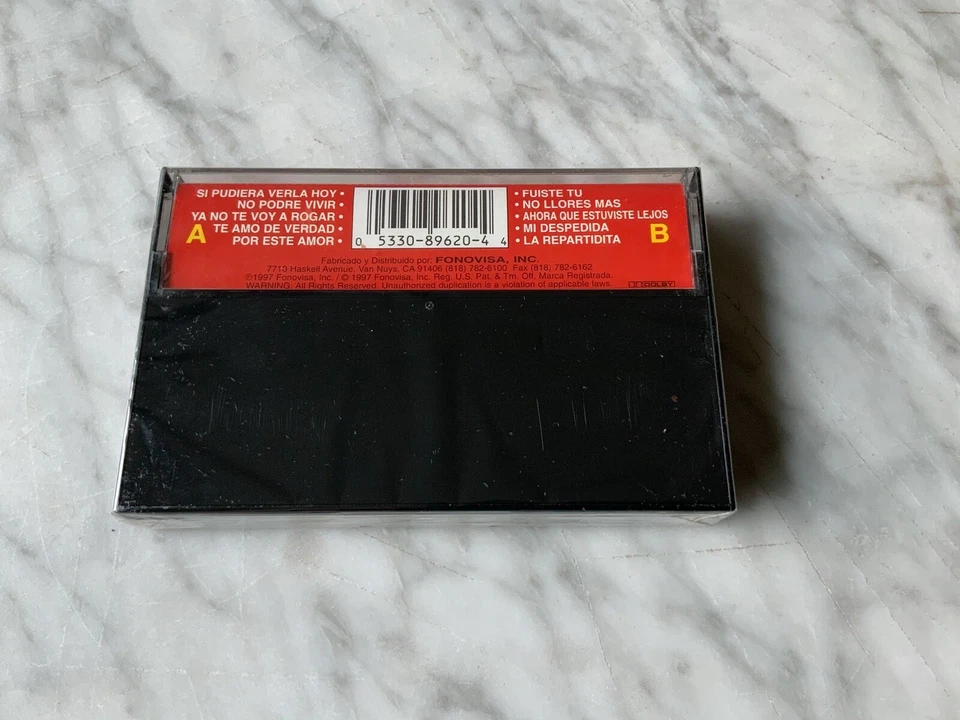 SI PUDIERA VERLA HOY •
NO PODRE VIVIR •
YA NO TE VOY A ROGAR •
TE AMO DE VERDAD •
POR ESTE AMOR •
A
0 5330-89620-4 4
• FUISTE TU
• NO LLORES MAS
• AHORA QUE ESTUVISTE LEJOS
• MI DESPEDIDA
• LA REPARTIDITA
B
Fabricado y Distribuido por: FONOVISA, INC.
7710 Haskell Avenue, Van Nuys, CA 91406 (818) 782-6100 Fax (818) 782-6162
℗1997 Fonovisa, Inc. / © 1997 Fonovisa, Inc. Reg. U.S. Pat. & Tm. Off. Marca Registrada.
WARNING. All Rights Reserved. Unauthorized duplication is a violation of applicable laws.
DOLBY